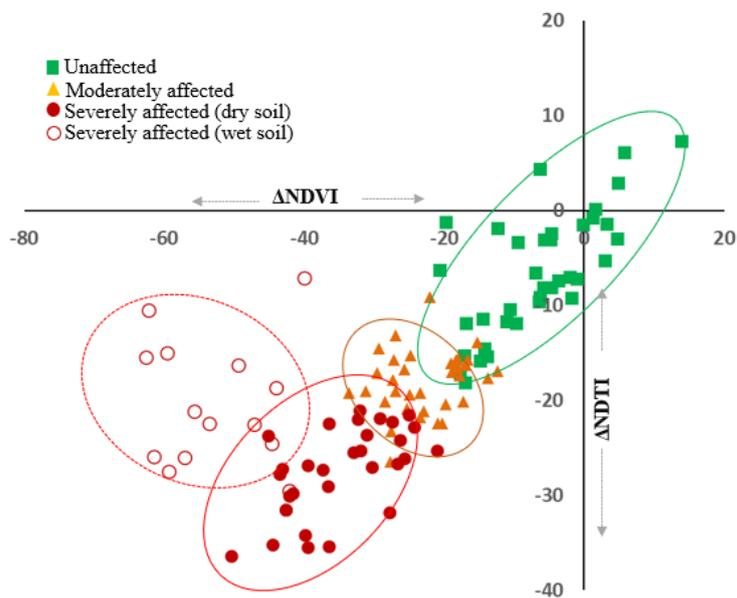 20
Unaffected
Moderately affected
Severely affected (dry soil)
Severely affected (wet soil)
10
ΔNDVI
0
-80 -60 -40 -20 0 20
-10
ΔNDTI
-20
-30
-40